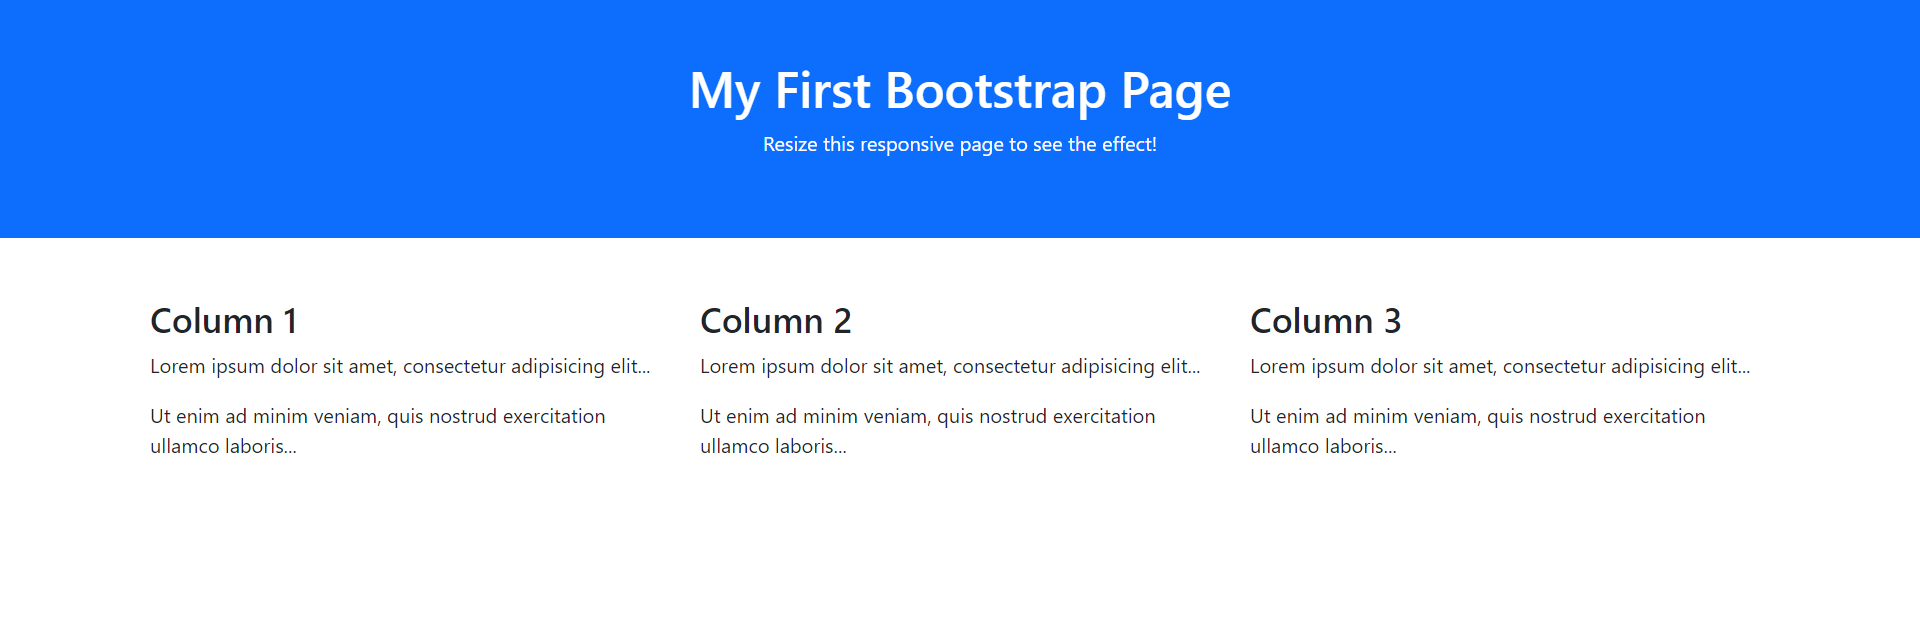 My First Bootstrap Page
Resize this responsive page to see the effect!
Column 1
Lorem ipsum dolor sit amet, consectetur adipisicing elit...
Ut enim ad minim veniam, quis nostrud exercitation
ullamco laboris...
Column 2
Lorem ipsum dolor sit amet, consectetur adipisicing elit...
Ut enim ad minim veniam, quis nostrud exercitation
ullamco laboris...
Column 3
Lorem ipsum dolor sit amet, consectetur adipisicing elit...
Ut enim ad minim veniam, quis nostrud exercitation
ullamco laboris...